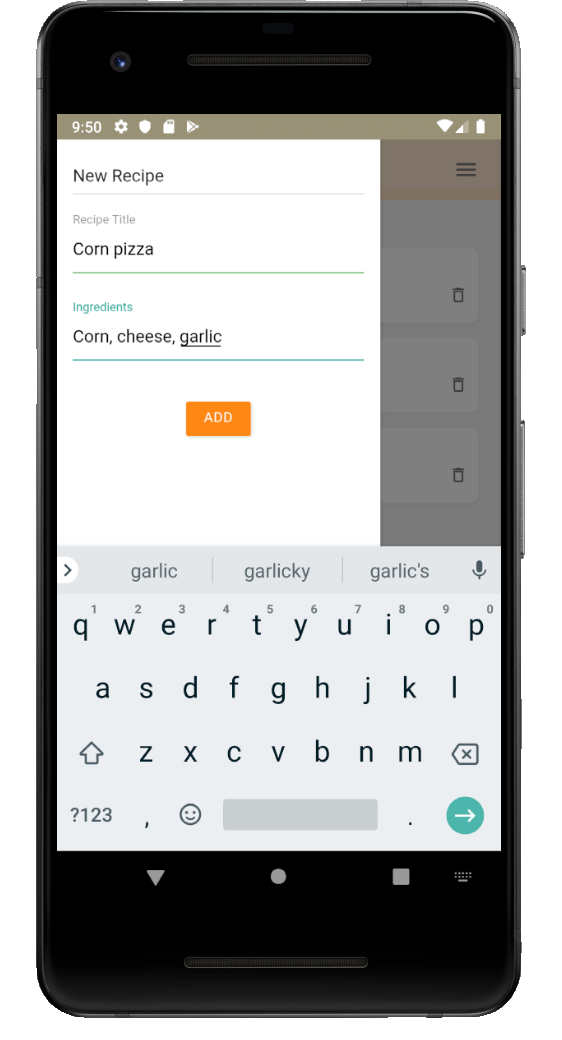 9:50
New Recipe
Recipe Title
Corn pizza
Ingredients
Corn, cheese, garlic
ADD
garlic garlicky garlic's
1 2 3 4 5 6 7 8 9 0
q w e r t y u i o p
a s d f g h j k l
z x c v b n m
?123 , .